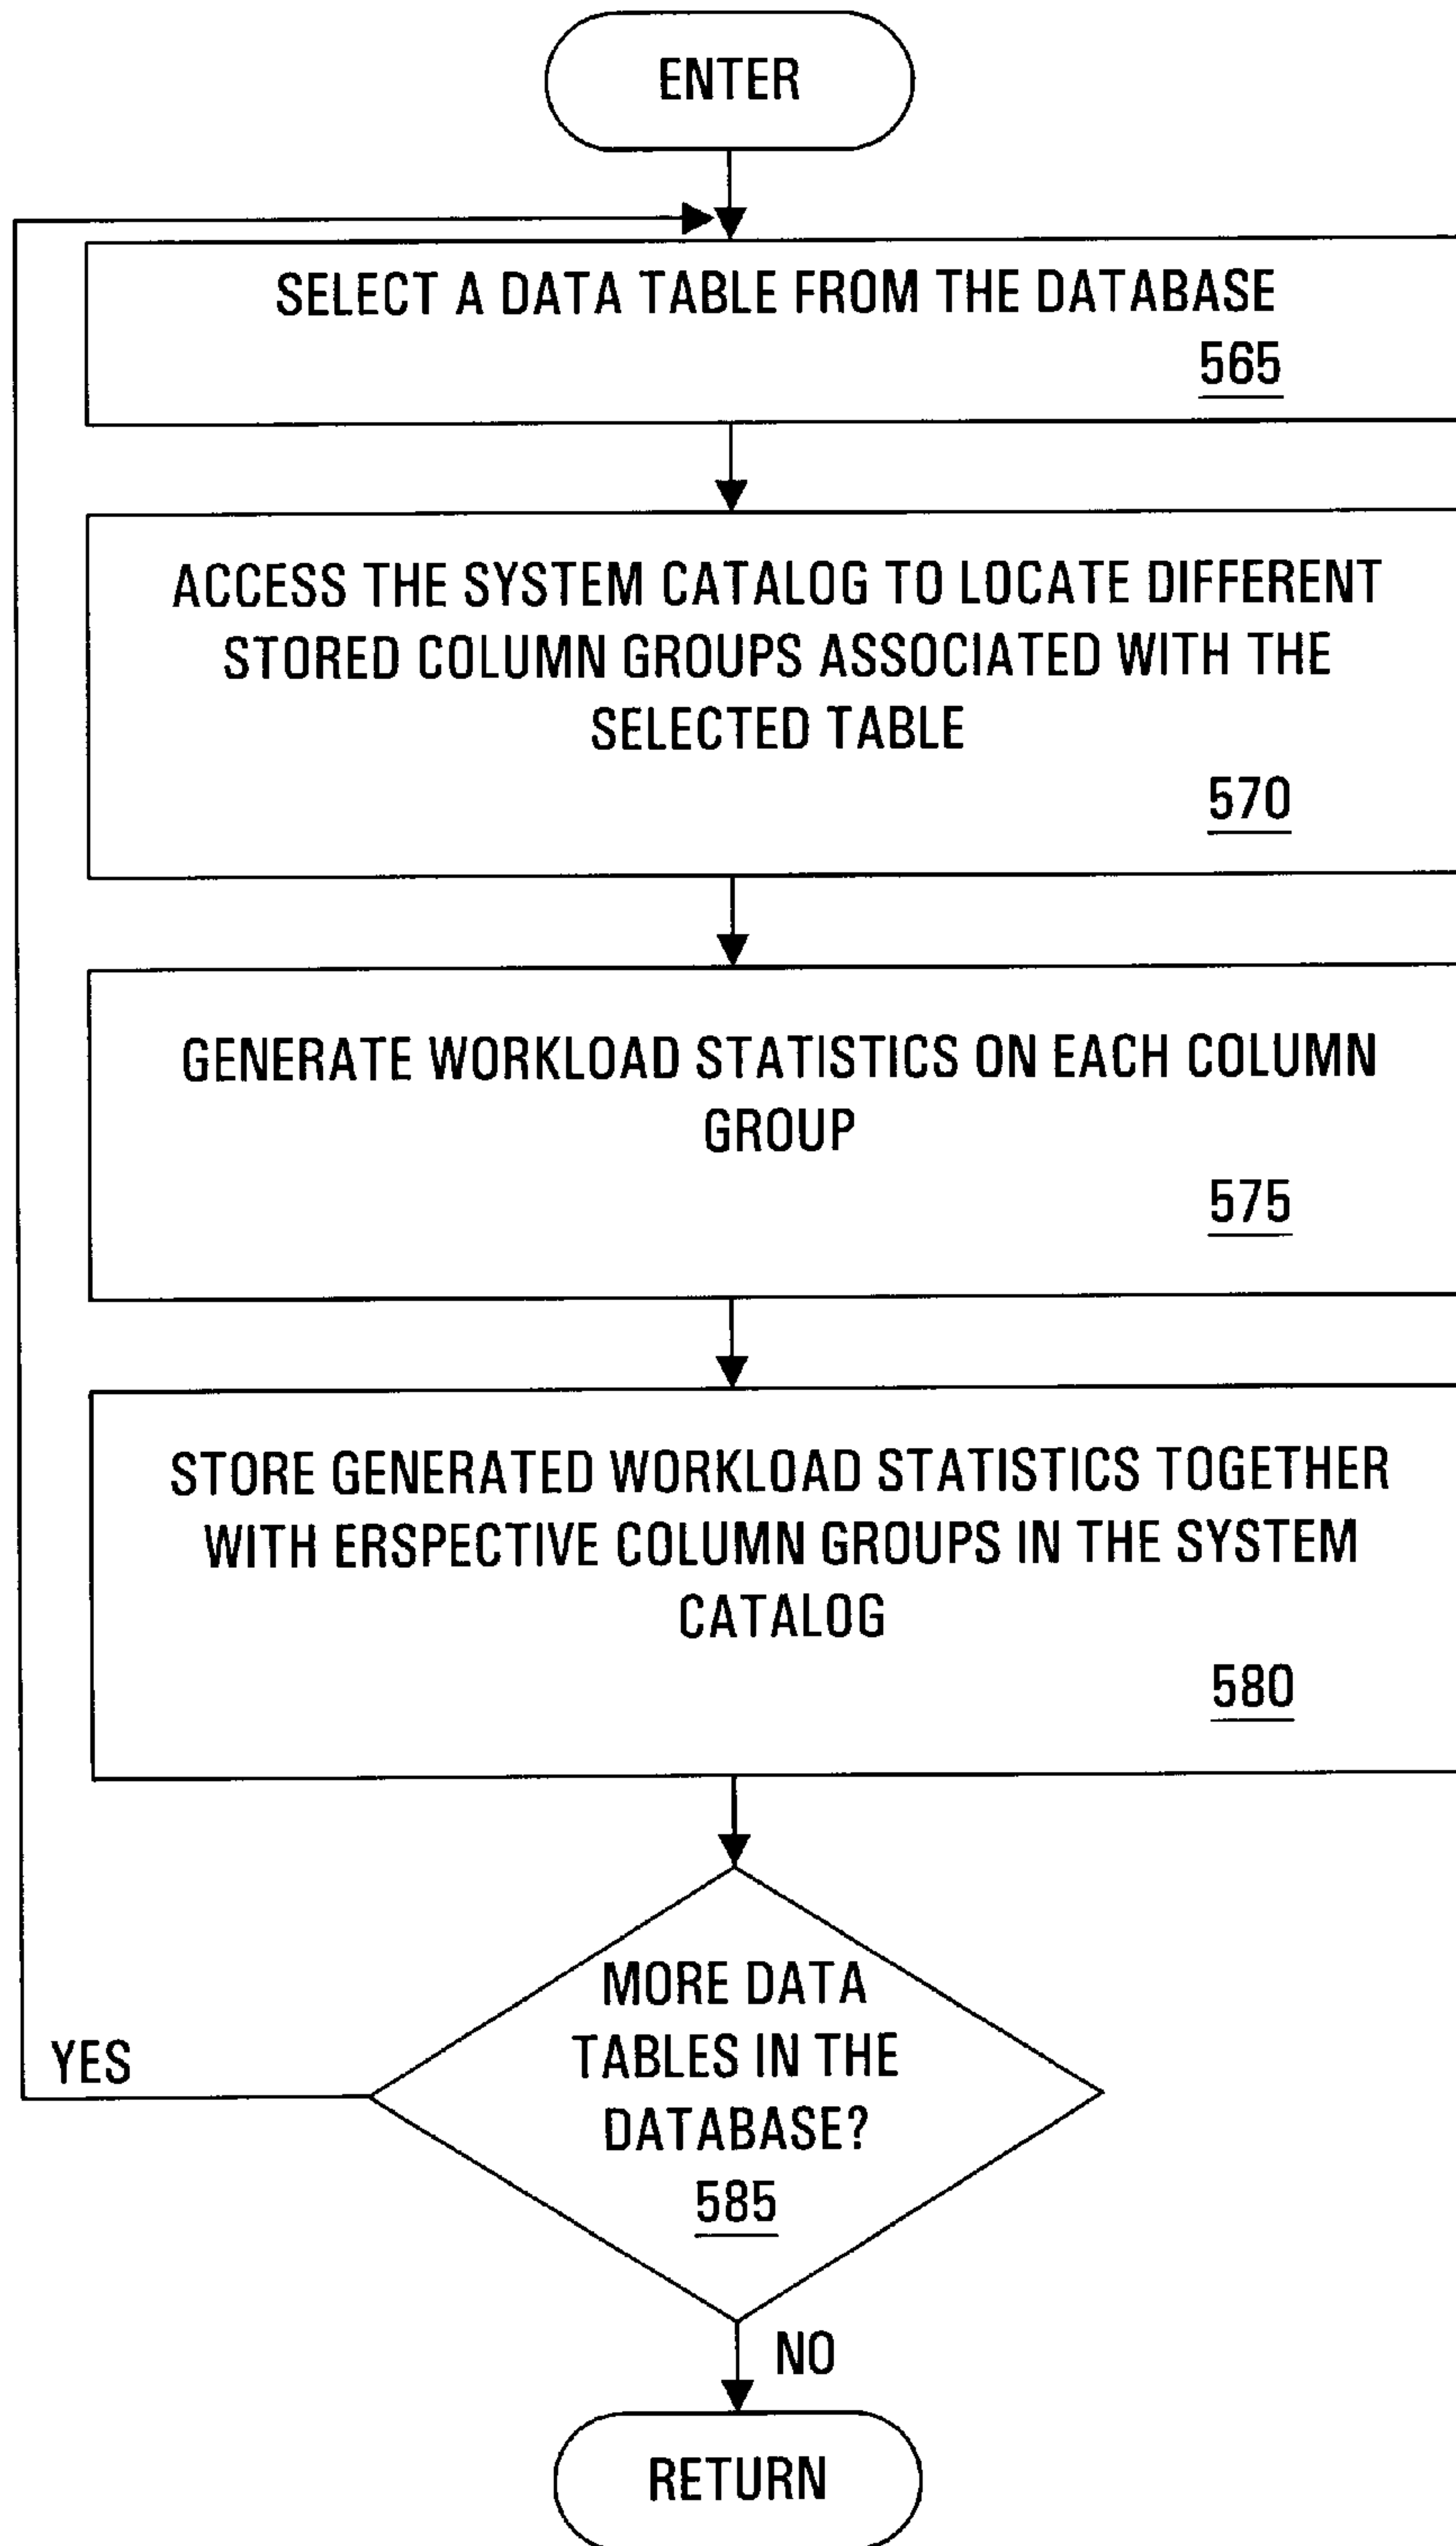 ENTER
SELECT A DATA TABLE FROM THE DATABASE
565
ACCESS THE SYSTEM CATALOG TO LOCATE DIFFERENT
STORED COLUMN GROUPS ASSOCIATED WITH THE
SELECTED TABLE
570
GENERATE WORKLOAD STATISTICS ON EACH COLUMN
GROUP
575
STORE GENERATED WORKLOAD STATISTICS TOGETHER
WITH ERSPECTIVE COLUMN GROUPS IN THE SYSTEM
CATALOG
580
MORE DATA
TABLES IN THE
DATABASE?
585
YES
NO
RETURN